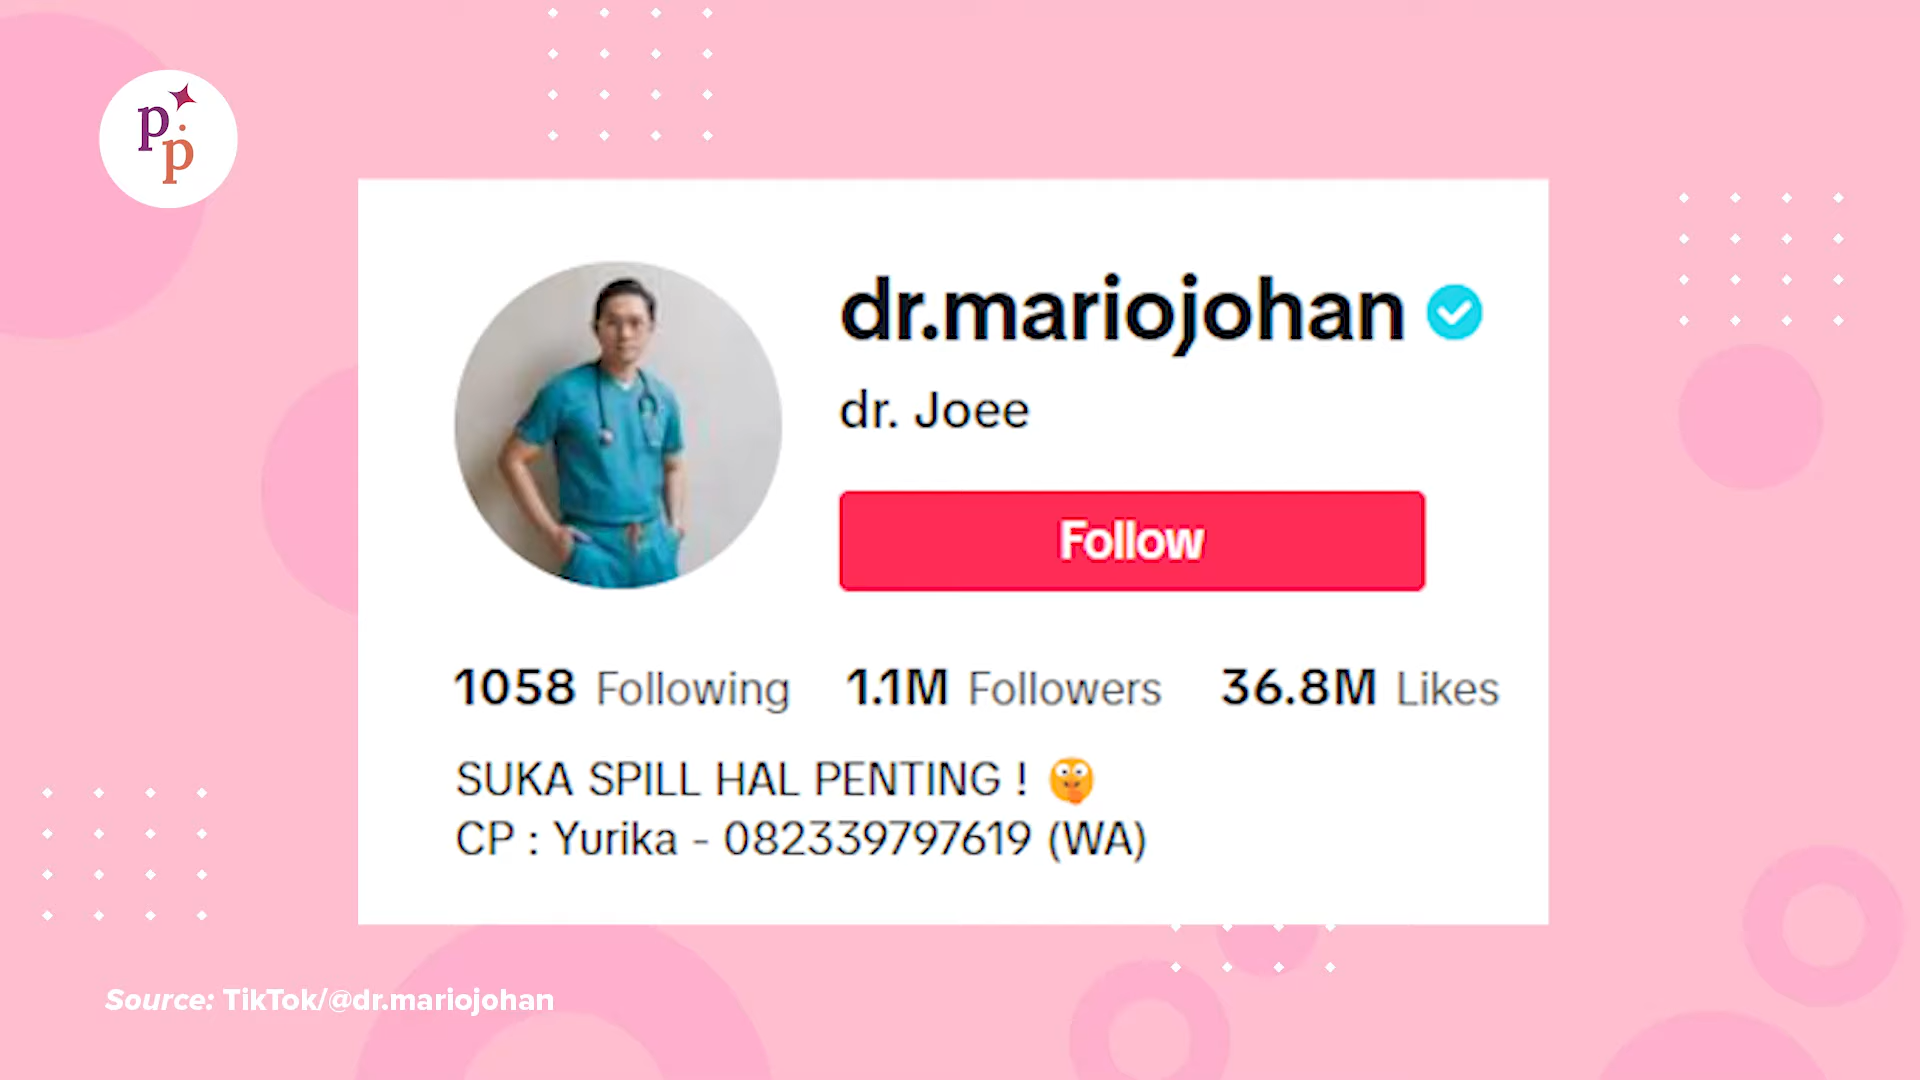 pp
dr.mariojohan
dr. Joee
Follow
1058 Following 1.1M Followers 36.8M Likes
SUKA SPILL HAL PENTING ! 🤪
CP : Yurika - 082339797619 (WA)
Source: TikTok/@dr.mariojohan